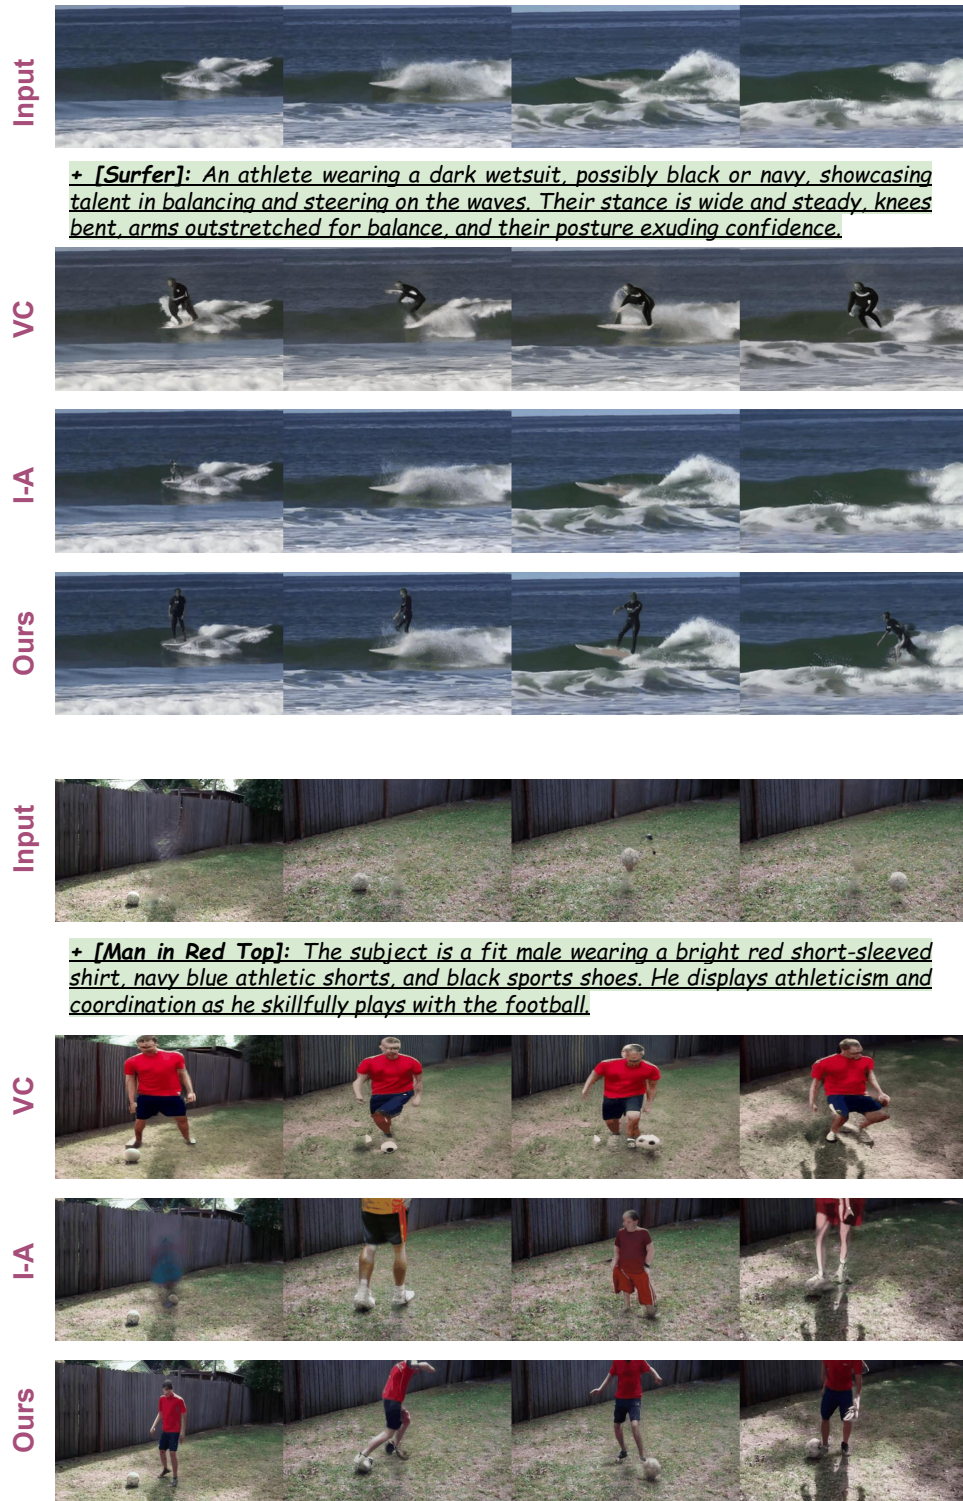 Input
+ [Surfer]: An athlete wearing a dark wetsuit, possibly black or navy, showcasing
talent in balancing and steering on the waves. Their stance is wide and steady, knees
bent, arms outstretched for balance, and their posture exuding confidence.
VC
I-A
Ours
Input
+ [Man in Red Top]: The subject is a fit male wearing a bright red short-sleeved
shirt, navy blue athletic shorts, and black sports shoes. He displays athleticism and
coordination as he skillfully plays with the football.
VC
I-A
Ours